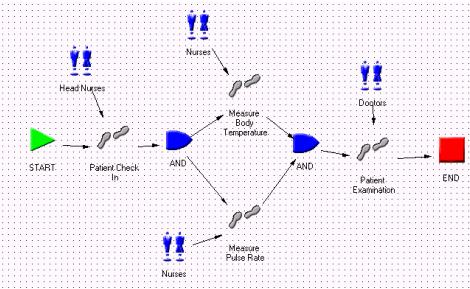 Nurses
Head Nurses
Measure
Body
Temperature
Doctors
START
Patient Check
In
AND
AND
Patient
Examination
END
Measure
Pulse Rate
Nurses